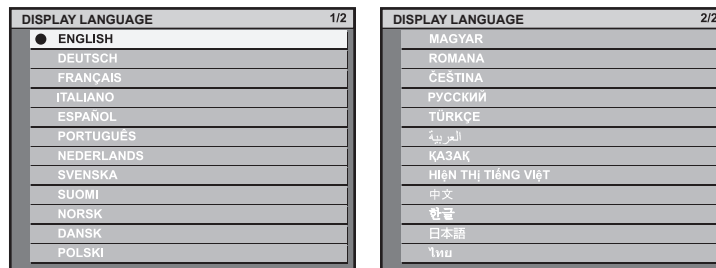 DISPLAY LANGUAGE 1/2
ENGLISH
DEUTSCH
FRANÇAIS
ITALIANO
ESPAÑOL
PORTUGUÊS
NEDERLANDS
SVENSKA
SUOMI
NORSK
DANSK
POLSKI
DISPLAY LANGUAGE 2/2
MAGYAR
ROMANA
ČEŠTINA
РУССКИЙ
TÜRKÇE
العربية
ҚАЗАҚ
HIệN THị TIếNG VIệT
中文
한글
日本語
ไทย